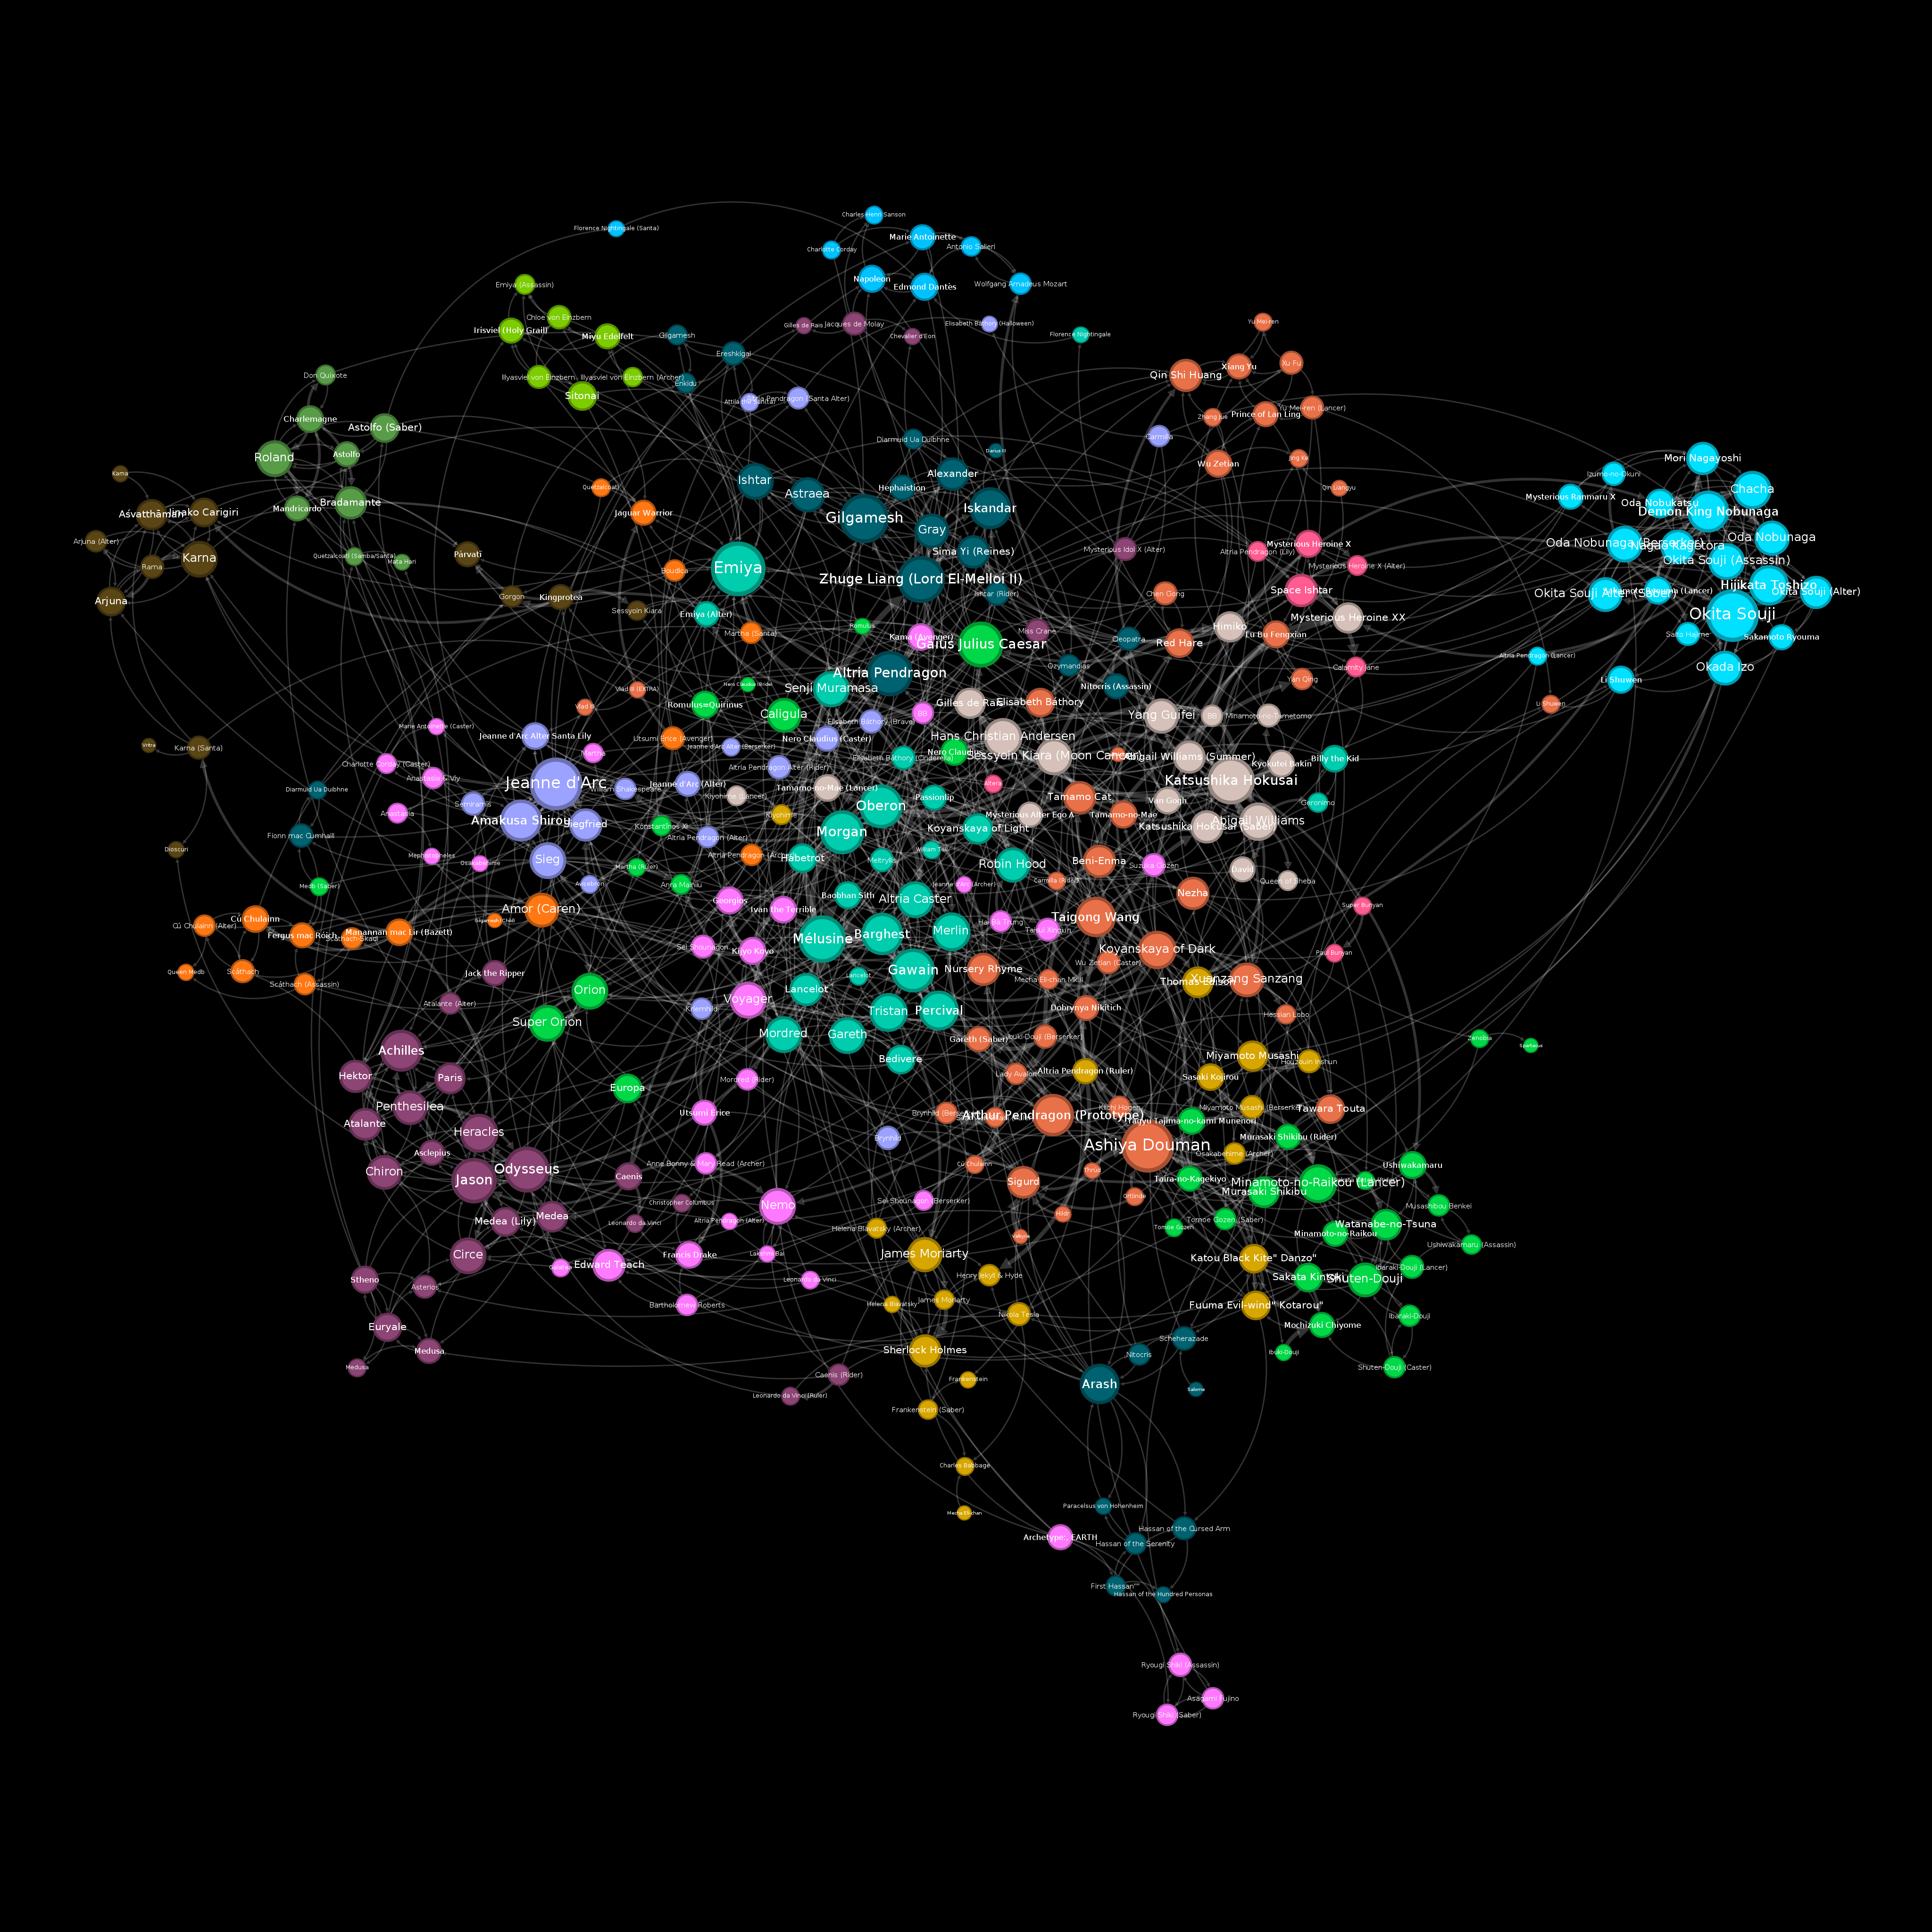 Charles-Henri Sanson
Florence Nightingale (Santa)
Marie Antoinette
Charlotte Corday
Antonio Salieri
Napoleon
Edmond Dantès
Wolfgang Amadeus Mozart
Emiya (Assassin)
Chloe von Einzbern
Irisviel (Holy Grail)
Miyu Edelfelt
Gilgamesh
Gilles de Rais
Jacques de Molay
Chevalier d'Eon
Elisabeth Báthory (Halloween)
Florence Nightingale
Yu Mei-ren
Ereshkigal
Enkidu
Xiang Yu
Xu Fu
Qin Shi Huang
Don Quixote
Illyasviel von Einzbern
Illyasviel von Einzbern (Archer)
Sitonai
Altria Pendragon (Santa Alter)
Charlemagne
Astolfo (Saber)
Zhang Jue
Prince of Lan Ling
Yu Mei-ren (Lancer)
Carmilla
Diarmuid Ua Duibhne
Darius III
Roland
Astolfo
Wu Zetian
Jing Ke
Mori Nagayoshi
Kama
Izumo-no-Okuni
Quetzalcoatl
Ishtar
Astraea
Hephaistion
Alexander
Qin Liangyu
Mysterious Ranmaru X
Chacha
Oda Nobukatsu
Demon King Nobunaga
Aśvatthāman
Jinako Carigiri
Mandricardo
Bradamante
Jaguar Warrior
Gilgamesh
Gray
Iskandar
Arjuna (Alter)
Karna
Rama
Quetzalcoatl (Samba/Santa)
Mata Hari
Pārvatī
Sima Yi (Reines)
Mysterious Idol X (Alter)
Altria Pendragon (Lily)
Mysterious Heroine X
Mysterious Heroine X (Alter)
Oda Nobunaga (Berserker)
Nagao Kagetora
Oda Nobunaga
Okita Souji (Assassin)
Arjuna
Gorgon
Kingprotea
Boudica
Emiya
Zhuge Liang (Lord El-Melloi II)
Ishtar (Rider)
Chen Gong
Space Ishtar
Hijikata Toshizo
Okita Souji (Alter)
Okita Souji
Sessyoin Kiara
Emiya (Alter)
Martha (Santa)
Romulus
Kama (Avenger)
Gaius Julius Caesar
Miss Crane
Cleopatra
Himiko
Mysterious Heroine XX
Lu Bu Fengxian
Red Hare
Saito Hajime
Sakamoto Ryouma
Okada Izo
Altria Pendragon (Lancer)
Altria Pendragon
Ozymandias
Nitocris (Assassin)
Calamity Jane
Yan Qing
Li Shuwen
Li Shuwen
Vlad III (EXTRA)
Vlad III
Nero Claudius (Bride)
Senji Muramasa
Romulus=Quirinus
Caligula
Gilles de Rais
Elisabeth Báthory
Yang Guifei
BB
BB
Minamoto-no-Tametomo
Marie Antoinette (Caster)
Jeanne d'Arc Alter Santa Lily
Utsumi Erice (Avenger)
Elisabeth Báthory (Brave)
Nero Claudius (Caster)
Jeanne d'Arc Alter (Berserker)
Hans Christian Andersen
Nero Claudius
Sessyoin Kiara (Moon Cancer)
Abigail Williams (Summer)
Elisabeth Báthory (Cinderella)
Billy the Kid
Kyokutei Bakin
Vritra
Karna (Santa)
Martha
Charlotte Corday (Caster)
Altria Pendragon Alter (Rider)
Jeanne d'Arc
William Shakespeare
Jeanne d'Arc (Alter)
Tamamo-no-Mae (Lancer)
Katsushika Hokusai
Altera
Diarmuid Ua Duibhne
Semiramis
Kiyohime (Lancer)
Passionlip
Tamamo Cat
Van Gogh
Geronimo
Anastasia
Kiyohime
Oberon
Mysterious Alter Ego A
Tamamo-no-Mae
Amakusa Shirou
Siegfried
Konstantinos XI
Morgan
Koyanskaya of Light
Katsushika Hokusai (Saber)
Abigail Williams
Fionn mac Cumhaill
Altria Pendragon (Alter)
Dioscuri
Mephistopheles
Osakabehime
Sieg
Altria Pendragon (Archer)
Habetrot
Meltryllis
William Tell
Robin Hood
Beni-Enma
Suzuka Gozen
David
Queen of Sheba
Martha (Ruler)
Medb (Saber)
Avicebron
Anra Mainiu
Baobhan Sith
Jeanne d'Arc (Archer)
Carmilla (Rider)
Nezha
Super Bunyan
Amor (Caren)
Georgios
Ivan the Terrible
Altria Caster
Taigong Wang
Cú Chulainn (Alter)
Cú Chulainn
Fergus mac Róich
Scáthach-Skadi
Manannan mac Lir (Bazett)
Mélusine
Barghest
Merlin
Sei Shounagon
Kiiyo Koyo
Koyanskaya of Dark
Paul Bunyan
Queen Medb
Scáthach
Scáthach (Assassin)
Jack the Ripper
Lancelot
Gawain
Nursery Rhyme
Wu Zetian (Caster)
Mecha Eli-chan MkII
Thomas Edison
Xuanzang Sanzang
Orion
Lancelot
Voyager
Atalante (Alter)
Kriemhild
Tristan
Percival
Dobrynya Nikitich
Hessian Lobo
Super Orion
Mordred
Gareth
Gareth (Saber)
Zenobia
Spartacus
Achilles
Bedivere
Miyamoto Musashi
Houzouin Inshun
Hektor
Paris
Europa
Mordred (Rider)
Lady Avalon
Altria Pendragon (Ruler)
Sasaki Kojirou
Penthesilea
Utsumi Erice
Arthur Pendragon (Prototype)
Kiichi Hogen
Miyamoto Musashi (Berserker)
Tawara Touta
Atalante
Heracles
Brynhild
Yagyu Tajima-no-kami Munenori
Murasaki Shikibu (Rider)
Asclepius
Ashiya Douman
Osakabehime (Archer)
Chiron
Jason
Odysseus
Caenis
Anne Bonny & Mary Read (Archer)
Cú Chulainn
Thrud
Sigurd
Taira-no-Kagekiyo
Murasaki Shikibu
Minamoto-no-Raikou (Lancer)
Ushiwakamaru
Christopher Columbus
Sei Shounagon (Berserker)
Ortlinde
Hildr
Musashibou Benkei
Medea (Lily)
Medea
Leonardo da Vinci
Altria Pendragon (Alter)
Nemo
Helena Blavatsky (Archer)
Valkyrie
Tomoe Gozen
Tomoe Gozen (Saber)
Minamoto-no-Raikou
Watanabe-no-Tsuna
Ushiwakamaru (Assassin)
Circe
Francis Drake
Lakshmi Bai
James Moriarty
Katou Black Kite" Danzo"
Stheno
Asterios
Edward Teach
Leonardo da Vinci
Henry Jekyll & Hyde
Sakata Kintoki
Shuten-Douji
Ibaraki-Douji (Lancer)
Bartholomew Roberts
Helena Blavatsky
James Moriarty
Nikola Tesla
Fuuma Evil-wind" Kotarou"
Ibaraki-Douji
Euryale
Mochizuki Chiyome
Medusa
Medusa
Sherlock Holmes
Scheherazade
Nitocris
Ibuki-Douji
Shuten-Douji (Caster)
Caenis (Rider)
Leonardo da Vinci (Ruler)
Frankenstein
Arash
Salome
Frankenstein (Saber)
Charles Babbage
Mecha Eli-chan
Paracelsus von Hohenheim
Archetype:, EARTH
Hassan of the Cursed Arm
Hassan of the Serenity
First Hassan""
Hassan of the Hundred Personas
Ryougi Shiki (Assassin)
Asagami Fujino
Ryougi Shiki (Saber)